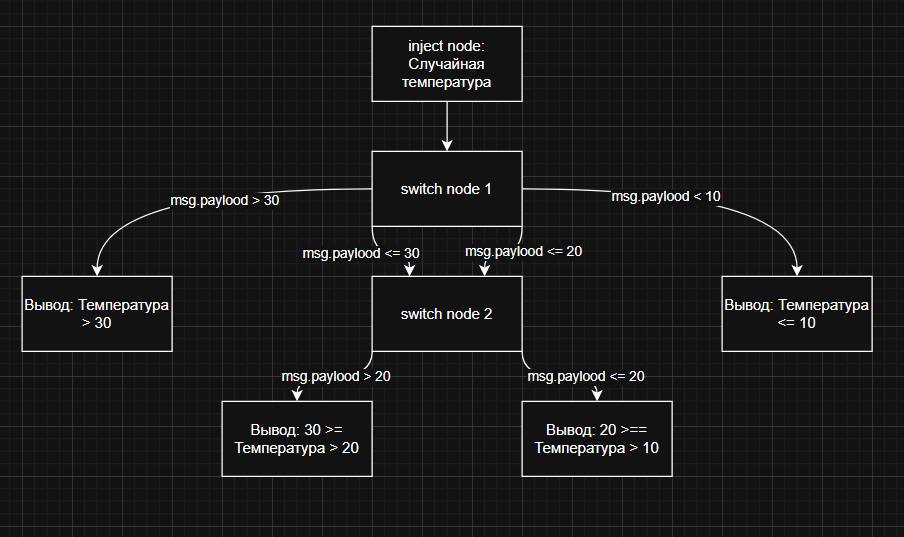 inject node:
Случайная
температура
switch node 1
msg.paylood > 30
msg.paylood < 10
msg.paylood <= 30
msg.paylood <= 20
Вывод: Температура
> 30
switch node 2
Вывод: Температура
<= 10
msg.paylood > 20
msg.paylood <= 20
Вывод: 30 >=
Температура > 20
Вывод: 20 >==
Температура > 10